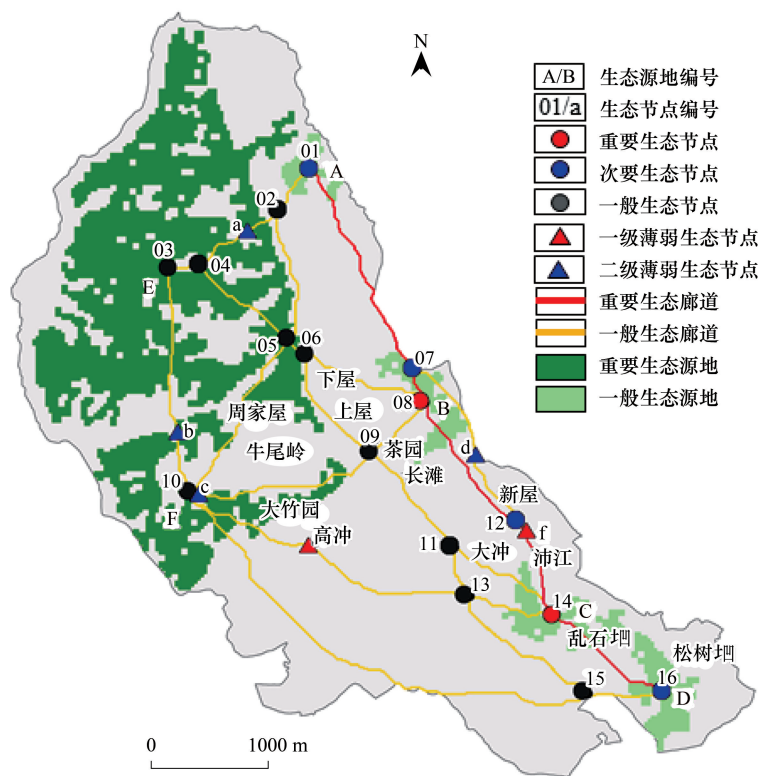 N
A/B 生态源地编号
01/a 生态节点编号
重要生态节点
次要生态节点
一般生态节点
一级薄弱生态节点
二级薄弱生态节点
重要生态廊道
一般生态廊道
重要生态源地
一般生态源地
01
A
02
a
03
04
E
05
06
07
下屋
08
B
周家屋
上屋
b
牛尾岭
09
茶园
d
长滩
10
c
新屋
F
大竹园
12
f
高冲
11
大冲
沛江
13
14
C
乱石垇
松树垇
15
16
D
0
1000 m